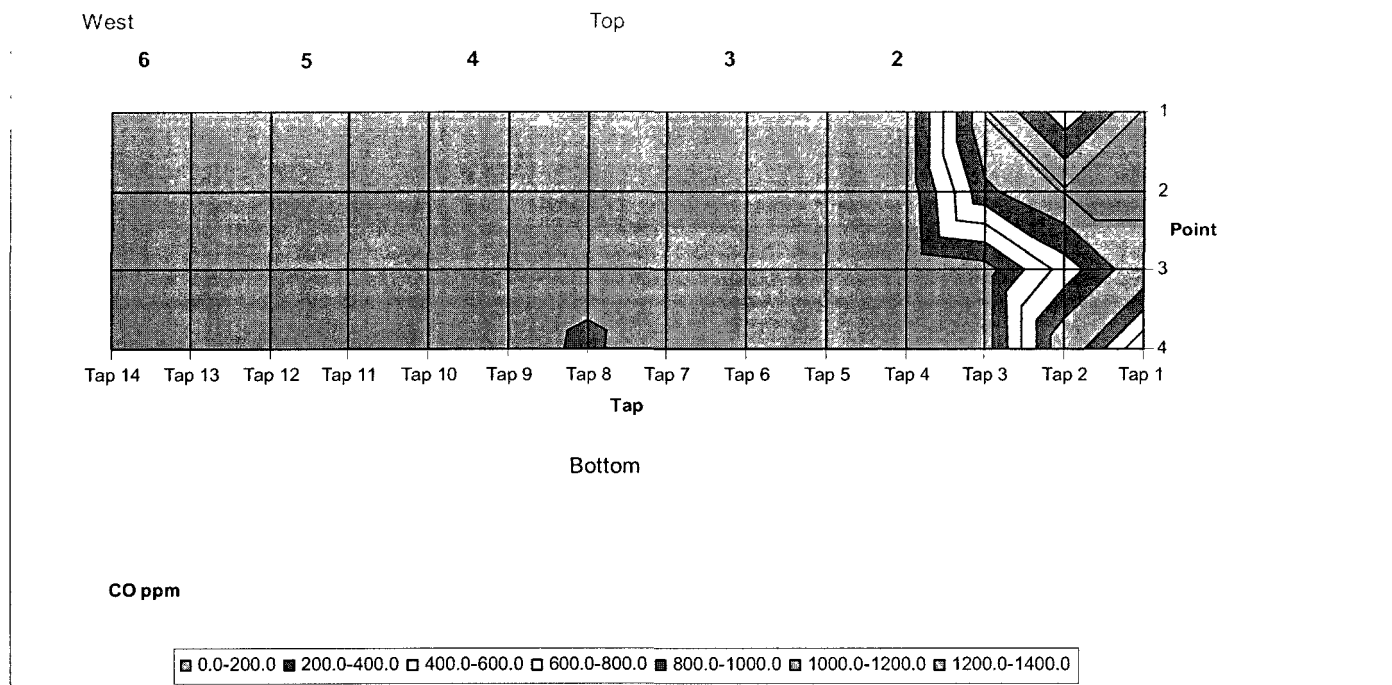 West Top
6 5 4 3 2
1
2
Point
3
4
Tap 14 Tap 13 Tap 12 Tap 11 Tap 10 Tap 9 Tap 8 Tap 7 Tap 6 Tap 5 Tap 4 Tap 3 Tap 2 Tap 1
Tap
Bottom
CO ppm
0.0-200.0 200.0-400.0 400.0-600.0 600.0-800.0 800.0-1000.0 1000.0-1200.0 1200.0-1400.0